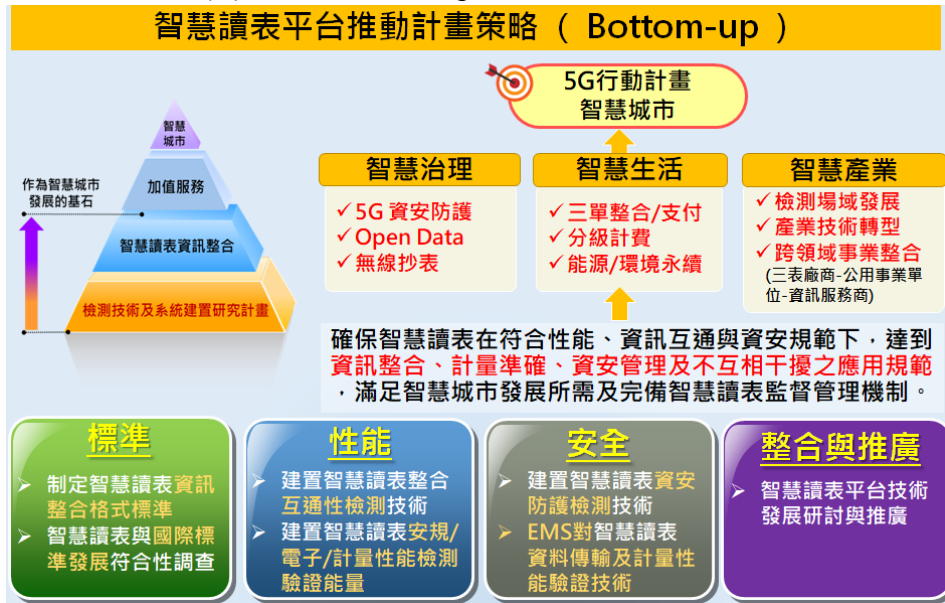 智慧讀表平台推動計畫策略 ( Bottom-up )
5G行動計畫
智慧城市
智慧
城市
加值服務
智慧讀表資訊整合
檢測技術及系統建置研究計畫
作為智慧城市
發展的基石
智慧治理
✓5G 資安防護
✓Open Data
✓無線抄表
智慧生活
✓三單整合/支付
✓分級計費
✓能源/環境永續
智慧產業
✓檢測場域發展
✓產業技術轉型
✓跨領域事業整合
(三表廠商-公用事業單
位-資訊服務商)
確保智慧讀表在符合性能、資訊互通與資安規範下，達到
資訊整合、計量準確、資安管理及不互相干擾之應用規範
，滿足智慧城市發展所需及完備智慧讀表監督管理機制。
標準
➢ 制定智慧讀表資訊
整合格式標準
➢ 智慧讀表與國際標
準發展符合性調查
性能
➢ 建置智慧讀表整合
互通性檢測技術
➢ 建置智慧讀表安規/
電子/計量性能檢測
驗證能量
安全
➢ 建置智慧讀表資安
防護檢測技術
➢ EMS對智慧讀表
資料傳輸及計量性
能驗證技術
整合與推廣
➢ 智慧讀表平台技術
發展研討與推廣